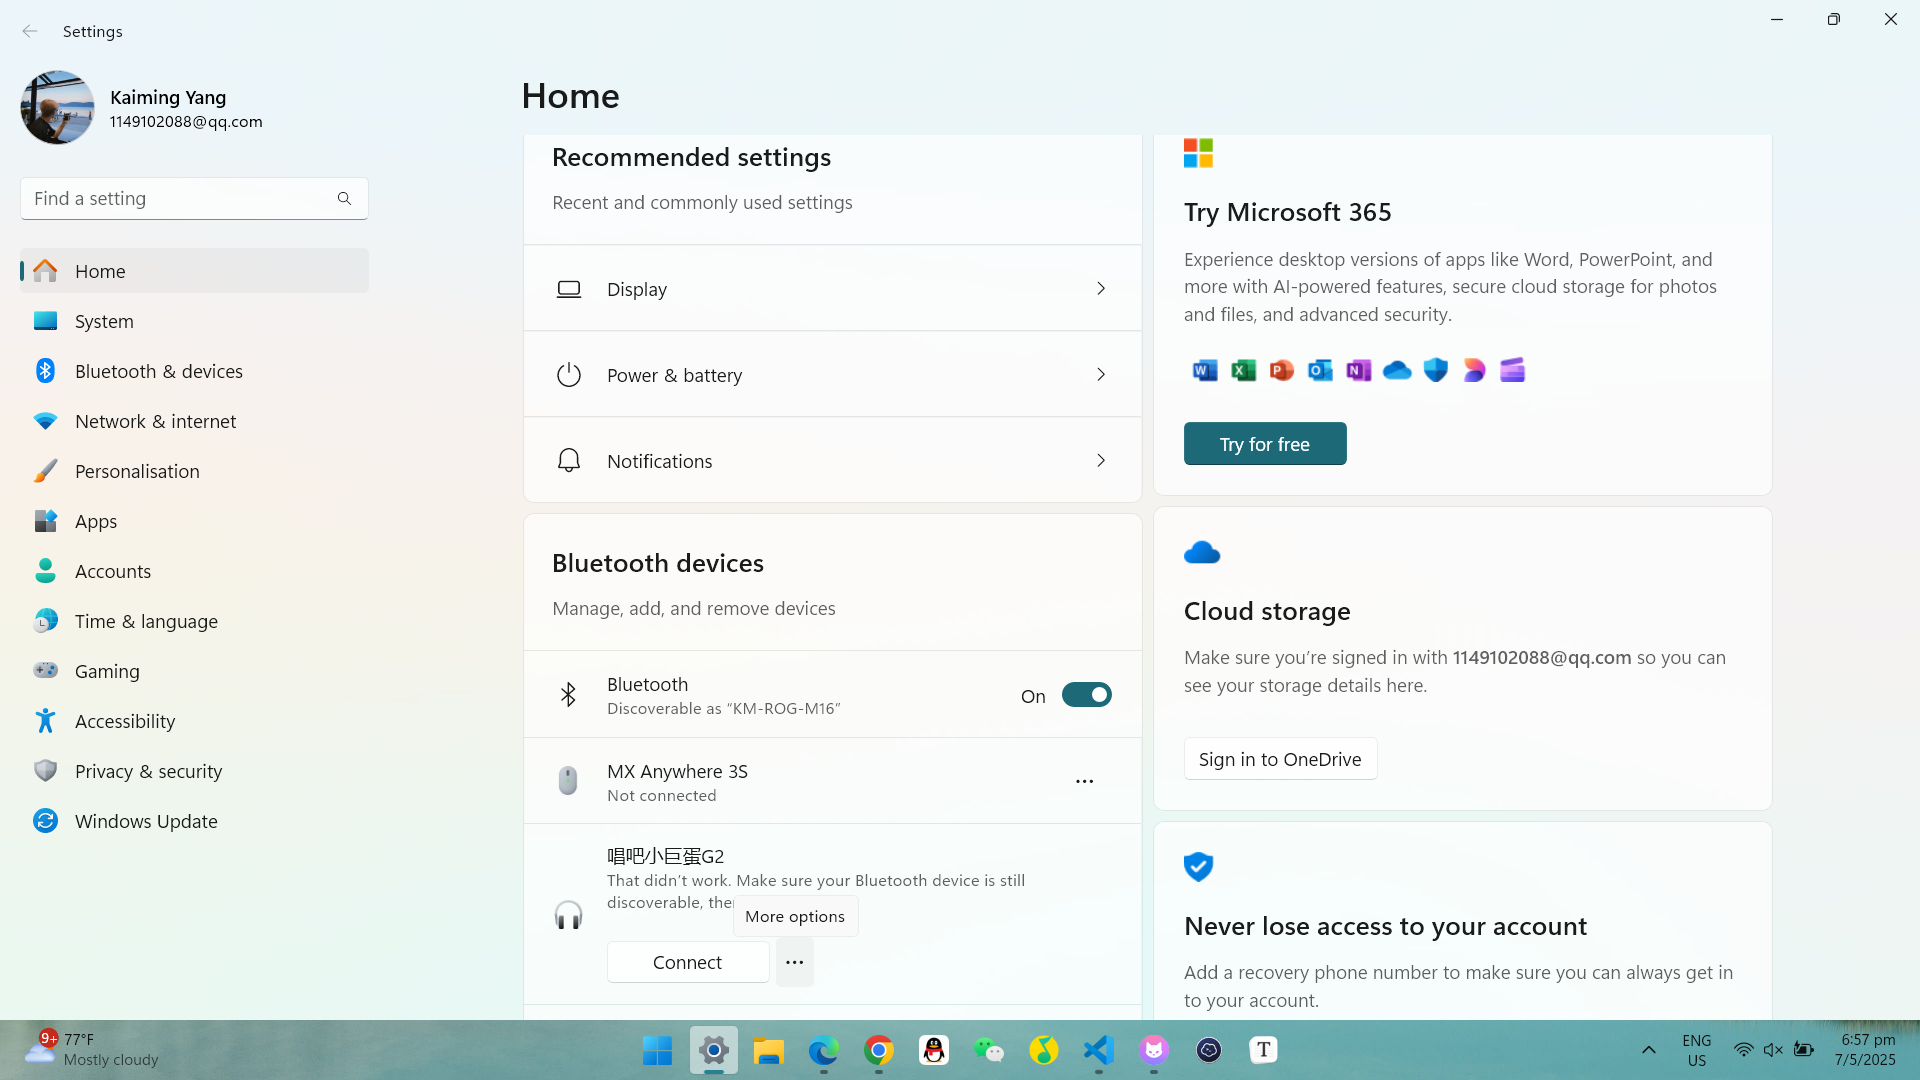 Settings
Kaiming Yang
1149102088@qq.com
Find a setting
Home
System
Bluetooth & devices
Network & internet
Personalisation
Apps
Accounts
Time & language
Gaming
Accessibility
Privacy & security
Windows Update
Home
Recommended settings
Recent and commonly used settings
Display
Power & battery
Notifications
Bluetooth devices
Manage, add, and remove devices
Bluetooth
Discoverable as “KM-ROG-M16”
On
MX Anywhere 3S
Not connected
唱吧小巨蛋G2
That didn’t work. Make sure your Bluetooth device is still
discoverable,
More options
Connect
Try Microsoft 365
Experience desktop versions of apps like Word, PowerPoint, and
more with AI-powered features, secure cloud storage for photos
and files, and advanced security.
Try for free
Cloud storage
Make sure you’re signed in with 1149102088@qq.com so you can
see your storage details here.
Sign in to OneDrive
Never lose access to your account
Add a recovery phone number to make sure you can always get in
to your account.
9+
77°F
Mostly cloudy
T
ENG
US
6:57 pm
7/5/2025